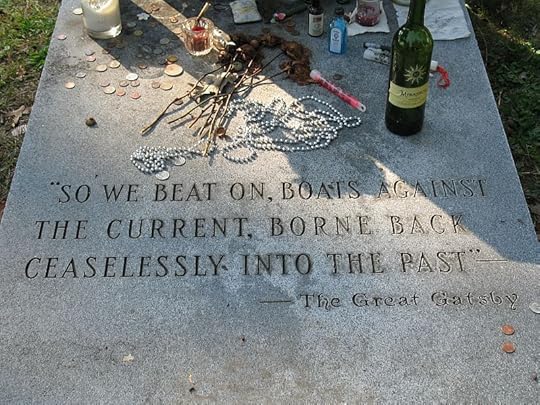 "SO WE BEAT ON, BOATS AGAINST
THE CURRENT, BORNE BACK
CEASELESSLY INTO THE PAST"—
—The Great Gatsby